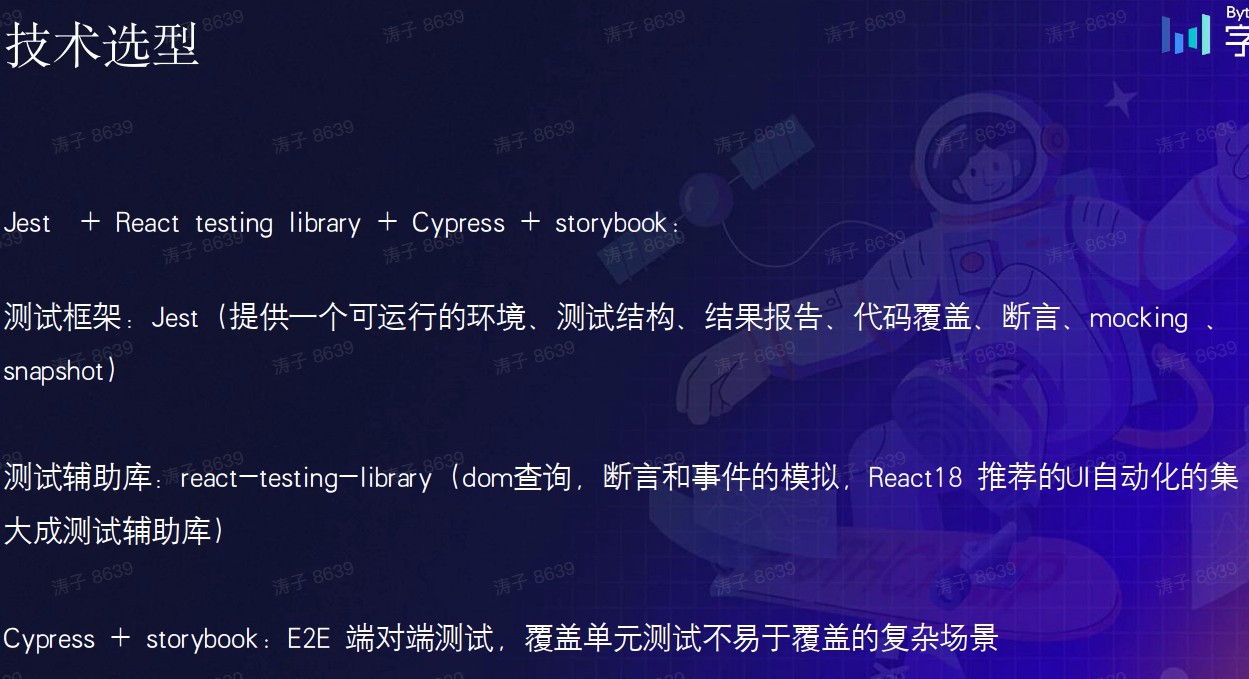 技术选型
Byt
字
Jest + React testing library + Cypress + storybook：
测试框架：Jest（提供一个可运行的环境、测试结构、结果报告、代码覆盖、断言、mocking 、
snapshot）
测试辅助库：react-testing-library（dom查询，断言和事件的模拟，React18 推荐的UI自动化的集
大成测试辅助库）
Cypress + storybook：E2E 端对端测试，覆盖单元测试不易于覆盖的复杂场景
涛子 8639